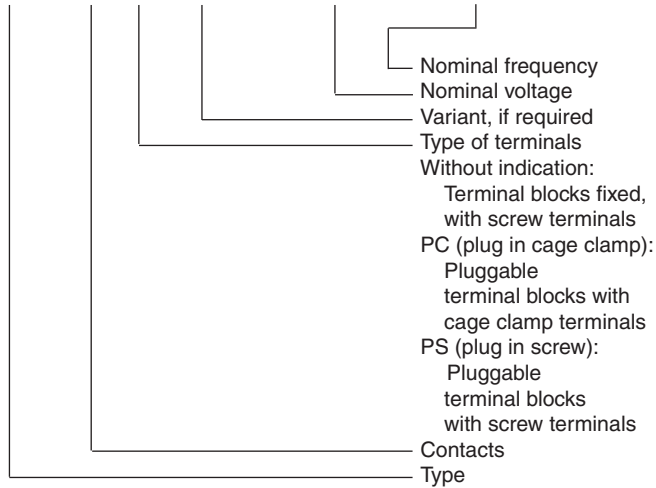 Nominal frequency
Nominal voltage
Variant, if required
Type of terminals
Without indication:
Terminal blocks fixed,
with screw terminals
PC (plug in cage clamp):
Pluggable
terminal blocks with
cage clamp terminals
PS (plug in screw):
Pluggable
terminal blocks
with screw terminals
Contacts
Type